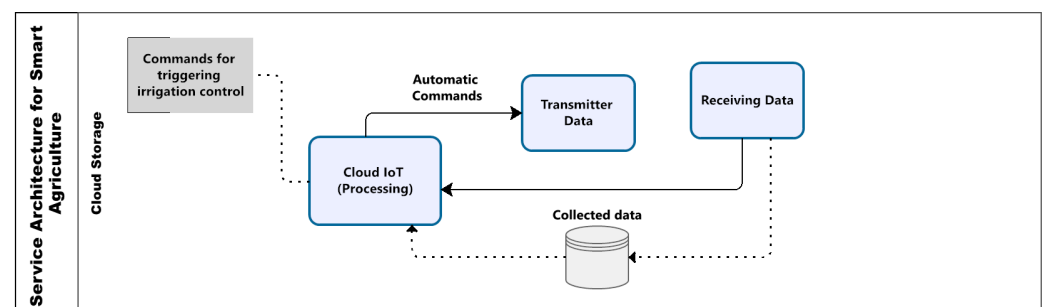 Service Architecture for Smart
Agriculture
Cloud Storage
Commands for
triggering
irrigation control
Automatic
Commands
Transmitter
Data
Receiving Data
Cloud IoT
(Processing)
Collected data